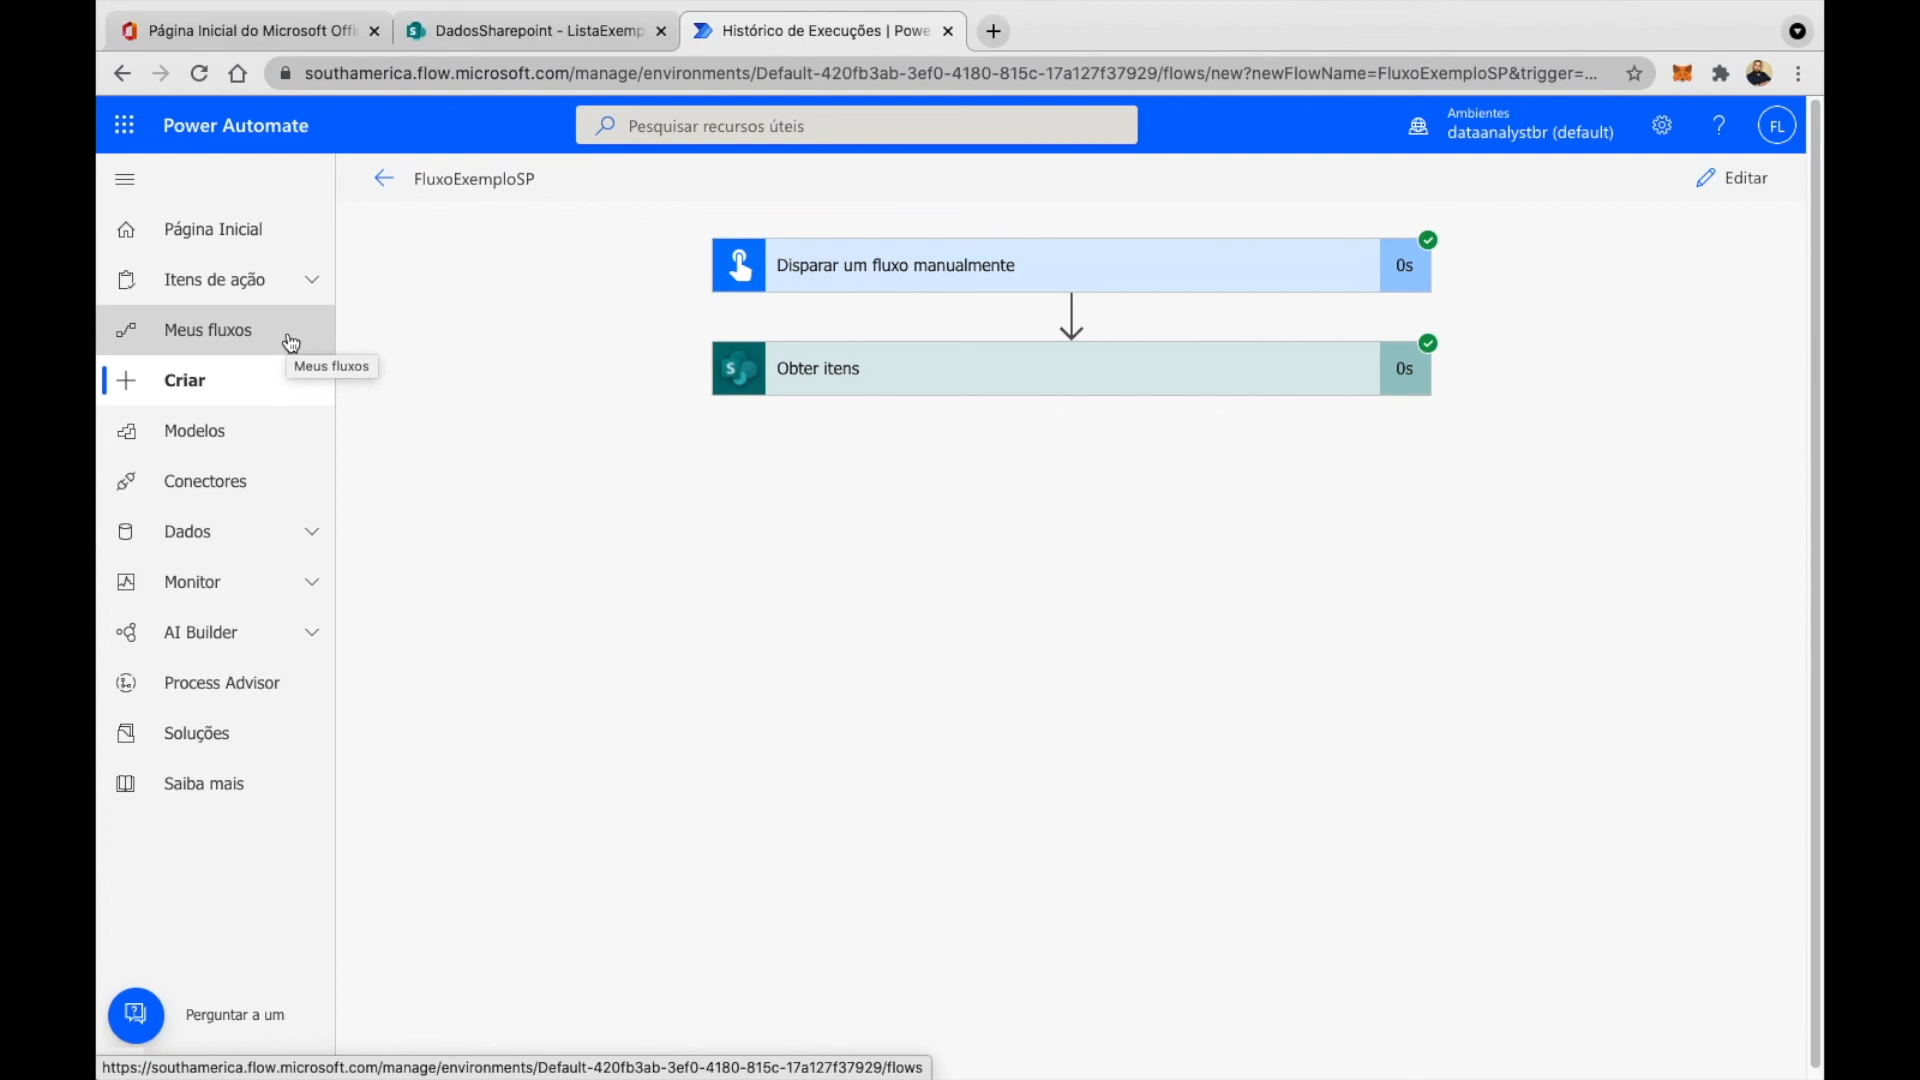 Página Inicial do Microsoft Offi
DadosSharepoint - ListaExemp
Histórico de Execuções | Powe
southamerica.flow.microsoft.com/manage/environments/Default-420fb3ab-3ef0-4180-815c-17a127f37929/flows/new?newFlowName=FluxoExemploSP&trigger=...
Power Automate
Pesquisar recursos úteis
Ambientes
dataanalystbr (default)
FL
FluxoExemploSP
Editar
Página Inicial
Itens de ação
Meus fluxos
Meus fluxos
Criar
Modelos
Conectores
Dados
Monitor
AI Builder
Process Advisor
Soluções
Saiba mais
Disparar um fluxo manualmente
0s
Obter itens
0s
Perguntar a um
https://southamerica.flow.microsoft.com/manage/environments/Default-420fb3ab-3ef0-4180-815c-17a127f37929/flows